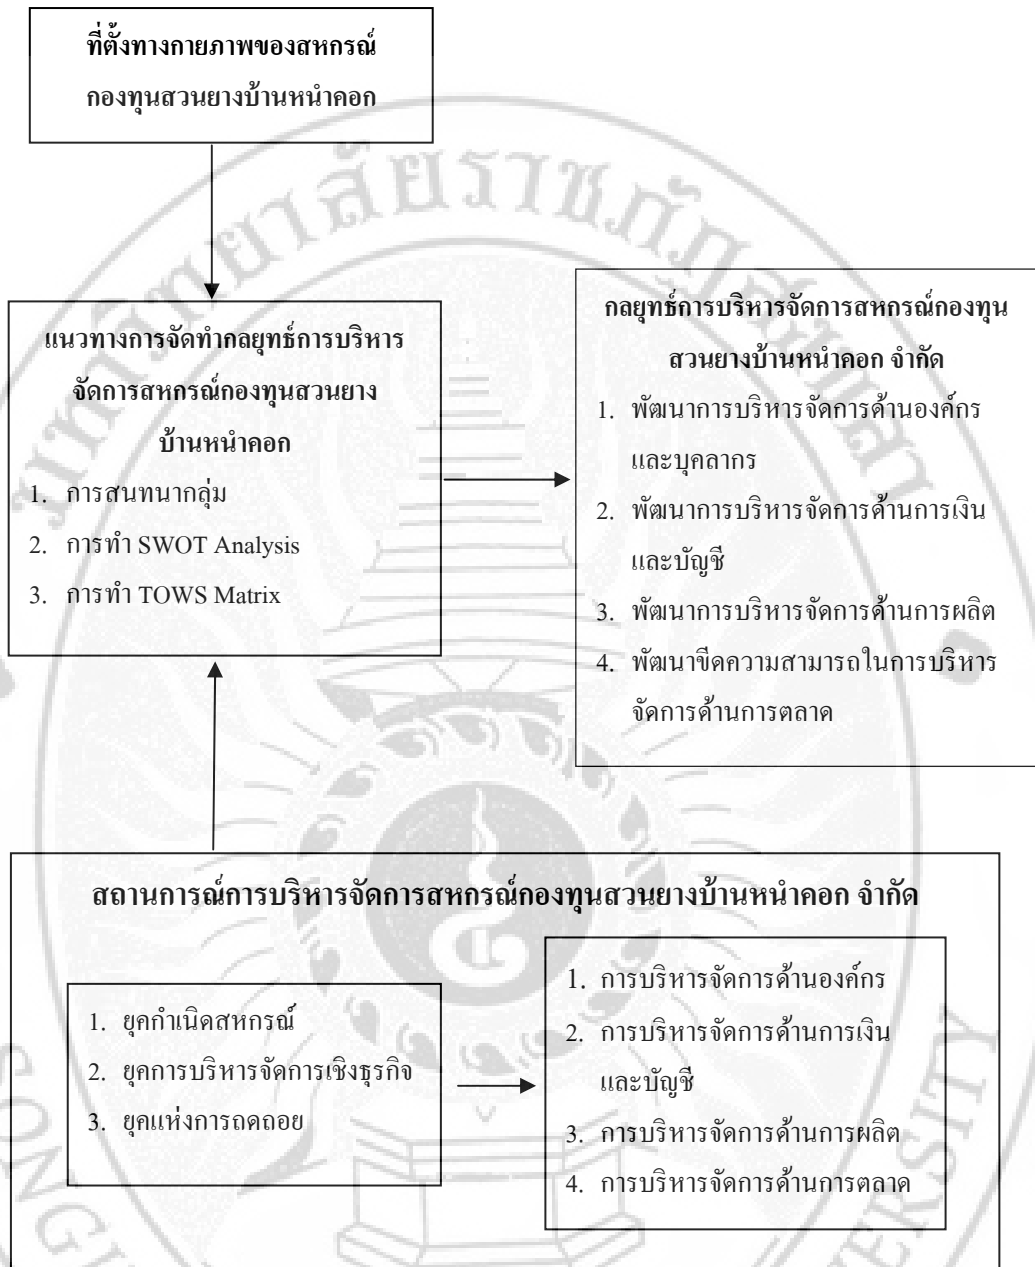 ที่ตั้งทางกายภาพของสหกรณ์
กองทุนสวนยางบ้านหนำคอก
แนวทางการจัดทำกลยุทธ์การบริหาร
จัดการสหกรณ์กองทุนสวนยาง
บ้านหนำคอก
1. การสนทนากลุ่ม
2. การทำ SWOT Analysis
3. การทำ TOWS Matrix
กลยุทธ์การบริหารจัดการสหกรณ์กองทุน
สวนยางบ้านหนำคอก จำกัด
1. พัฒนาการบริหารจัดการด้านองค์กร
และบุคลากร
2. พัฒนาการบริหารจัดการด้านการเงิน
และบัญชี
3. พัฒนาการบริหารจัดการด้านการผลิต
4. พัฒนาขีดความสามารถในการบริหาร
จัดการด้านการตลาด
สถานการณ์การบริหารจัดการสหกรณ์กองทุนสวนยางบ้านหนำคอก จำกัด
1. ยุคกำเนิดสหกรณ์
2. ยุคการบริหารจัดการเชิงธุรกิจ
3. ยุคแห่งการถดถอย
1. การบริหารจัดการด้านองค์กร
2. การบริหารจัดการด้านการเงิน
และบัญชี
3. การบริหารจัดการด้านการผลิต
4. การบริหารจัดการด้านการตลาด